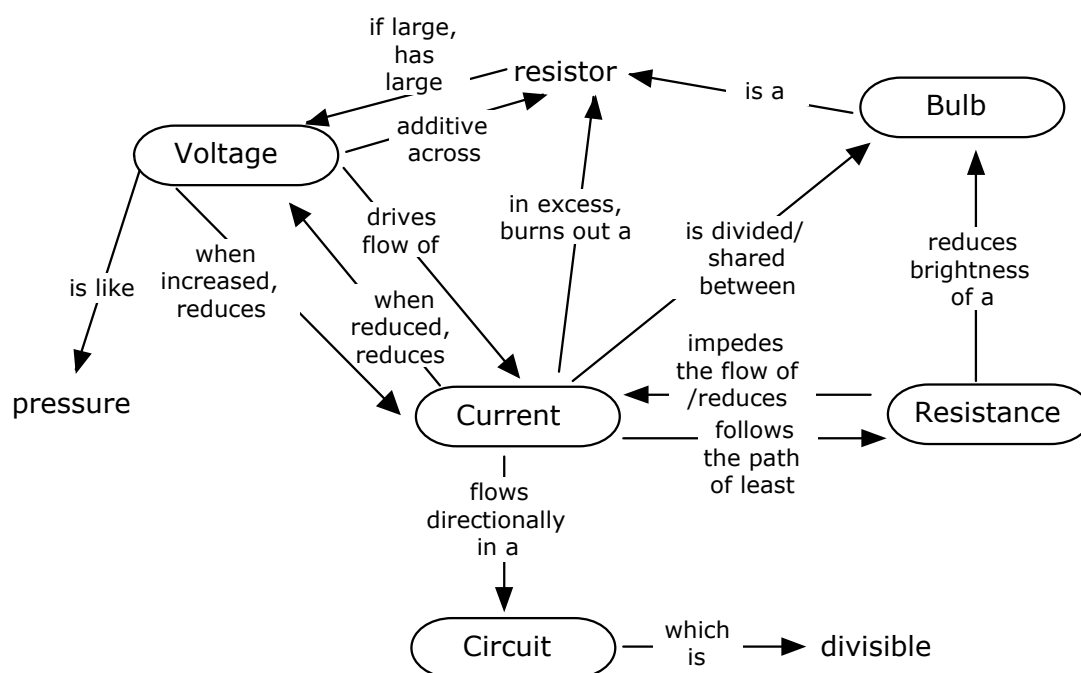 if large,
has
large
resistor
is a
Bulb
additive
across
Voltage
drives
flow of
in excess,
burns out a
is divided/
shared
between
reduces
brightness
of a
when
increased,
reduces
is like
when
reduced,
reduces
impedes
the flow of
/reduces
pressure
Current
Resistance
follows
the path
of least
flows
directionally
in a
Circuit
which
is
divisible